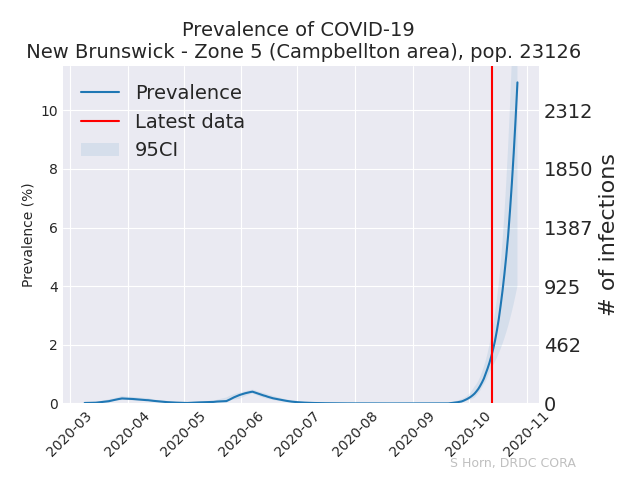 Prevalence of COVID-19
New Brunswick - Zone 5 (Campbellton area), pop. 23126
Prevalence
Latest data
95CI
Prevalence (%)
10
8
6
4
2
0
2312
1850
1387
925
462
0
# of infections
2020-03
2020-04
2020-05
2020-06
2020-07
2020-08
2020-09
2020-10
2020-11
S Horn, DRDC CORA